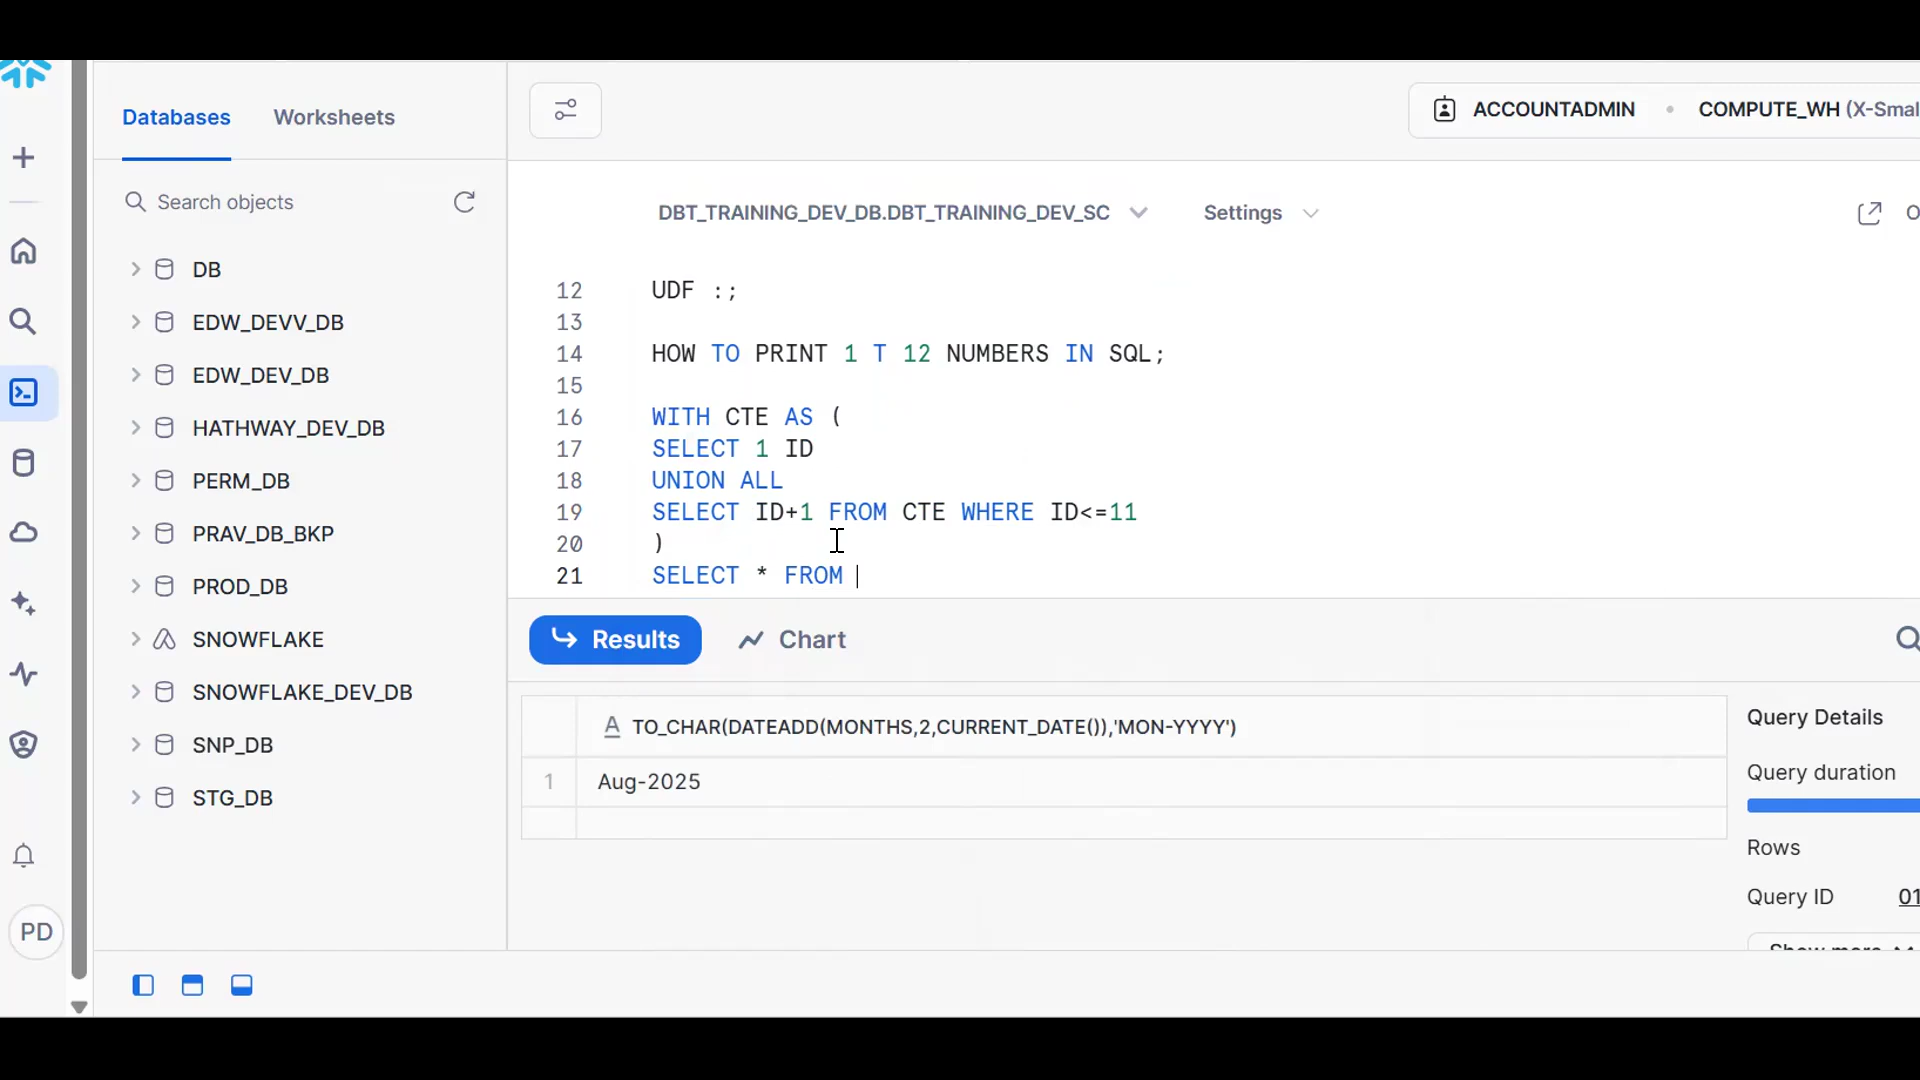 Databases
Worksheets
ACCOUNTADMIN
COMPUTE_WH (X-Smal
Search objects
DBT_TRAINING_DEV_DB.DBT_TRAINING_DEV_SC
Settings
O
DB
EDW_DEVV_DB
EDW_DEV_DB
HATHWAY_DEV_DB
PERM_DB
PRAV_DB_BKP
PROD_DB
SNOWFLAKE
SNOWFLAKE_DEV_DB
SNP_DB
STG_DB
PD
12 UDF :;
13
14 HOW TO PRINT 1 T 12 NUMBERS IN SQL;
15
16 WITH CTE AS (
17 SELECT 1 ID
18 UNION ALL
19 SELECT ID+1 FROM CTE WHERE ID<=11
20 )
21 SELECT * FROM
Results
Chart
A TO_CHAR(DATEADD(MONTHS,2,CURRENT_DATE()),'MON-YYYY')
1 Aug-2025
Query Details
Query duration
Rows
Query ID 01
Show more